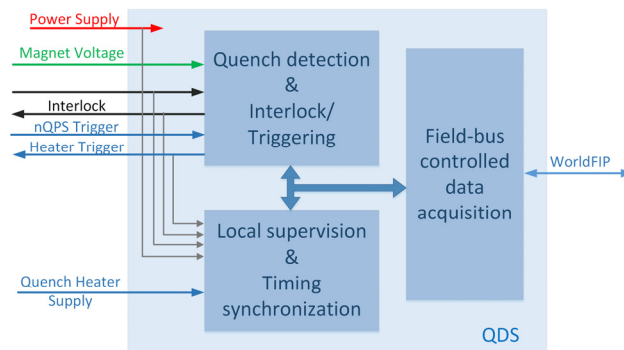 Power Supply
Magnet Voltage
Interlock
nQPS Trigger
Heater Trigger
Quench Heater
Supply
Quench detection
&
Interlock/
Triggering
Local supervision
&
Timing
synchronization
Field-bus
controlled
data
acquisition
WorldFIP
QDS